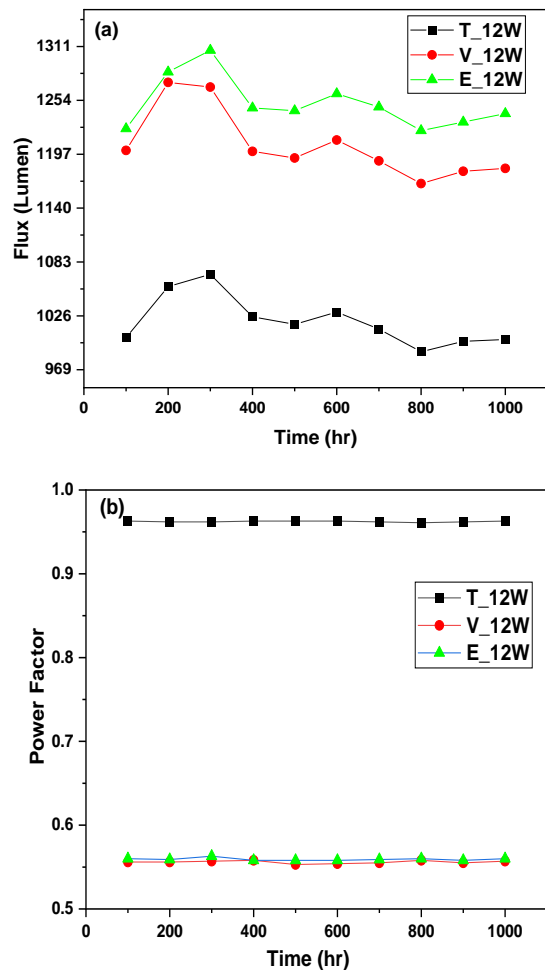 (a)
T_12W
V_12W
E_12W
1311
1254
1197
1140
1083
1026
969
Flux (Lumen)
0 200 400 600 800 1000
Time (hr)
(b)
T_12W
V_12W
E_12W
1.0
0.9
0.8
0.7
0.6
0.5
Power Factor
0 200 400 600 800 1000
Time (hr)